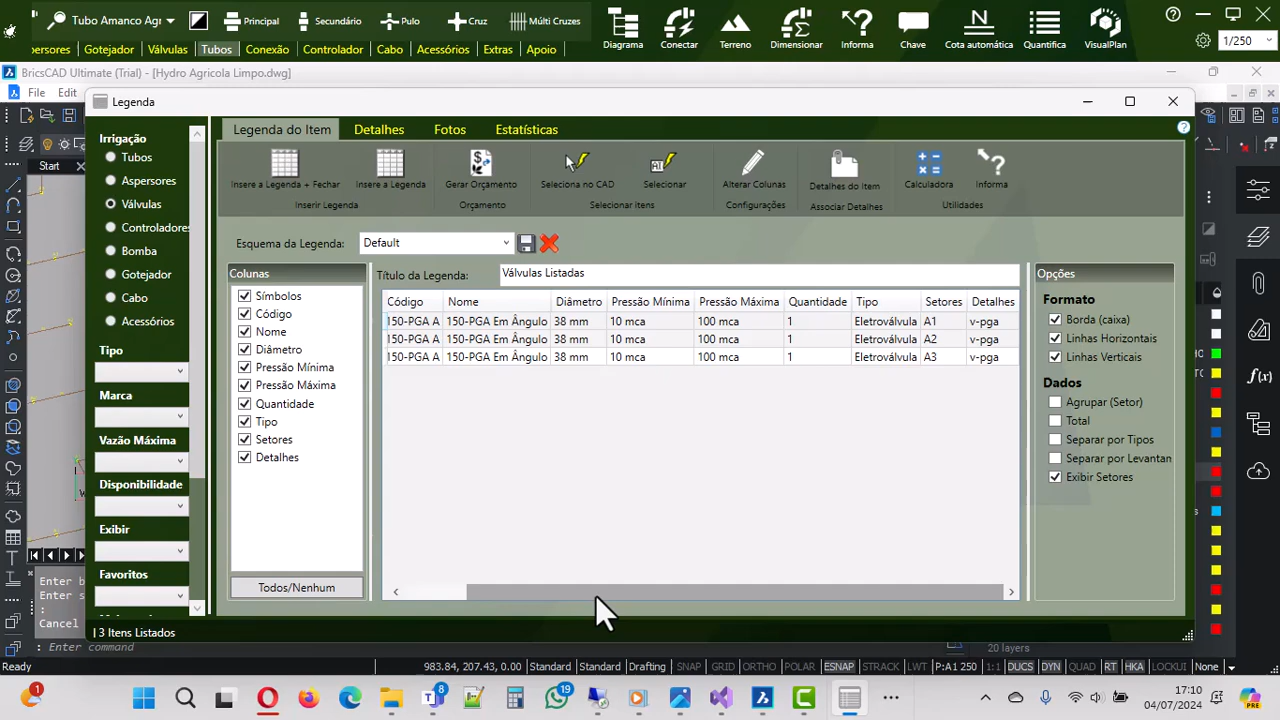 Tubo Amanco Agr Principal Secundário Pulo Cruz Múlti Cruzes
persores Gotejador Válvulas Tubos Conexão Controlador Cabo Acessórios Extras Apoio
Diagrama Conectar Terreno Dimensionar Informa Chave Cota automática Quantifica VisualPlan
1/250
BricsCAD Ultimate (Trial) - [Hydro Agricola Limpo.dwg]
File Edit
Start
Legenda
Irrigação
Tubos
Aspersores
Válvulas
Controladores
Bomba
Gotejador
Cabo
Acessórios
Tipo
Marca
Vazão Máxima
Disponibilidade
Exibir
Favoritos
Legenda do Item Detalhes Fotos Estatísticas
Insere a Legenda + Fechar Insere a Legenda Gerar Orçamento Seleciona no CAD Selecionar Alterar Colunas Detalhes do Item Calculadora Informa
Inserir Legenda Orçamento Selecionar itens Configurações Associar Detalhes Utilidades
Esquema da Legenda: Default
Colunas
Símbolos
Código
Nome
Diâmetro
Pressão Mínima
Pressão Máxima
Quantidade
Tipo
Setores
Detalhes
Todos/Nenhum
Título da Legenda: Válvulas Listadas
Código Nome Diâmetro Pressão Mínima Pressão Máxima Quantidade Tipo Setores Detalhes
150-PGA A 150-PGA Em Ângulo 38 mm 10 mca 100 mca 1 Eletroválvula A1 v-pga
150-PGA A 150-PGA Em Ângulo 38 mm 10 mca 100 mca 1 Eletroválvula A2 v-pga
150-PGA A 150-PGA Em Ângulo 38 mm 10 mca 100 mca 1 Eletroválvula A3 v-pga
Opções
Formato
Borda (caixa)
Linhas Horizontais
Linhas Verticais
Dados
Agrupar (Setor)
Total
Separar por Tipos
Separar por Levantan
Exibir Setores
3 Itens Listados
Enter b
Enter s
:
Cancel
Enter command
20 layers
Ready 983.84, 207.43, 0.00 Standard Standard Drafting SNAP GRID ORTHO POLAR ESNAP STRACK LWT P:A1 250 1:1 DUCS DYN QUAD RT HKA LOCKUI None
1 8 19 17:10
04/07/2024
PRE